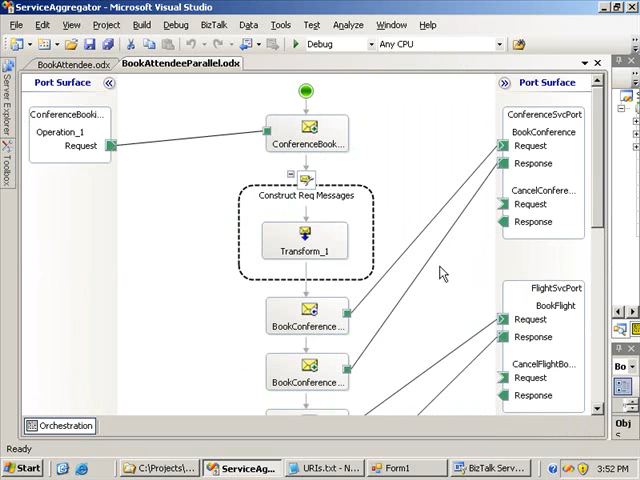 ServiceAggregator - Microsoft Visual Studio
File Edit View Project Build Debug BizTalk Data Tools Test Analyze Window Help
Debug Any CPU
BookAttendee.odx BookAttendeeParallel.odx
Server Explorer
Toolbox
Port Surface
ConferenceBooki...
Operation_1
Request
ConferenceBook...
Construct Req Messages
Transform_1
BookConference...
BookConference...
Port Surface
ConferenceSvcPort
BookConference
Request
Response
CancelConfere...
Request
Response
FlightSvcPort
BookFlight
Request
Response
CancelFlightBo...
Request
Response
Bo
Obj
Orchestration
Ready
Start C:\Projects\... ServiceAgg... URIs.txt - N... Form1 BizTalk Serv... 3:52 PM